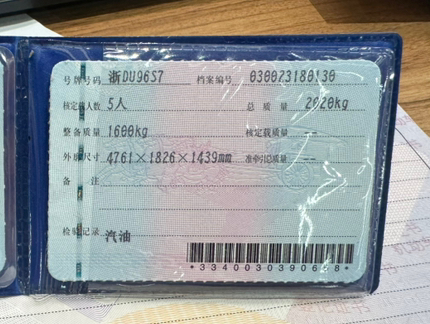 号牌号码 浙DU96S7 档案编号 030073180130
核定载人数 5人 总质量 2020kg
整备质量 1600kg 核定载质量 --
外廓尺寸 4761×1826×1439mm 准牵引总质量 --
备注
检验记录 汽油